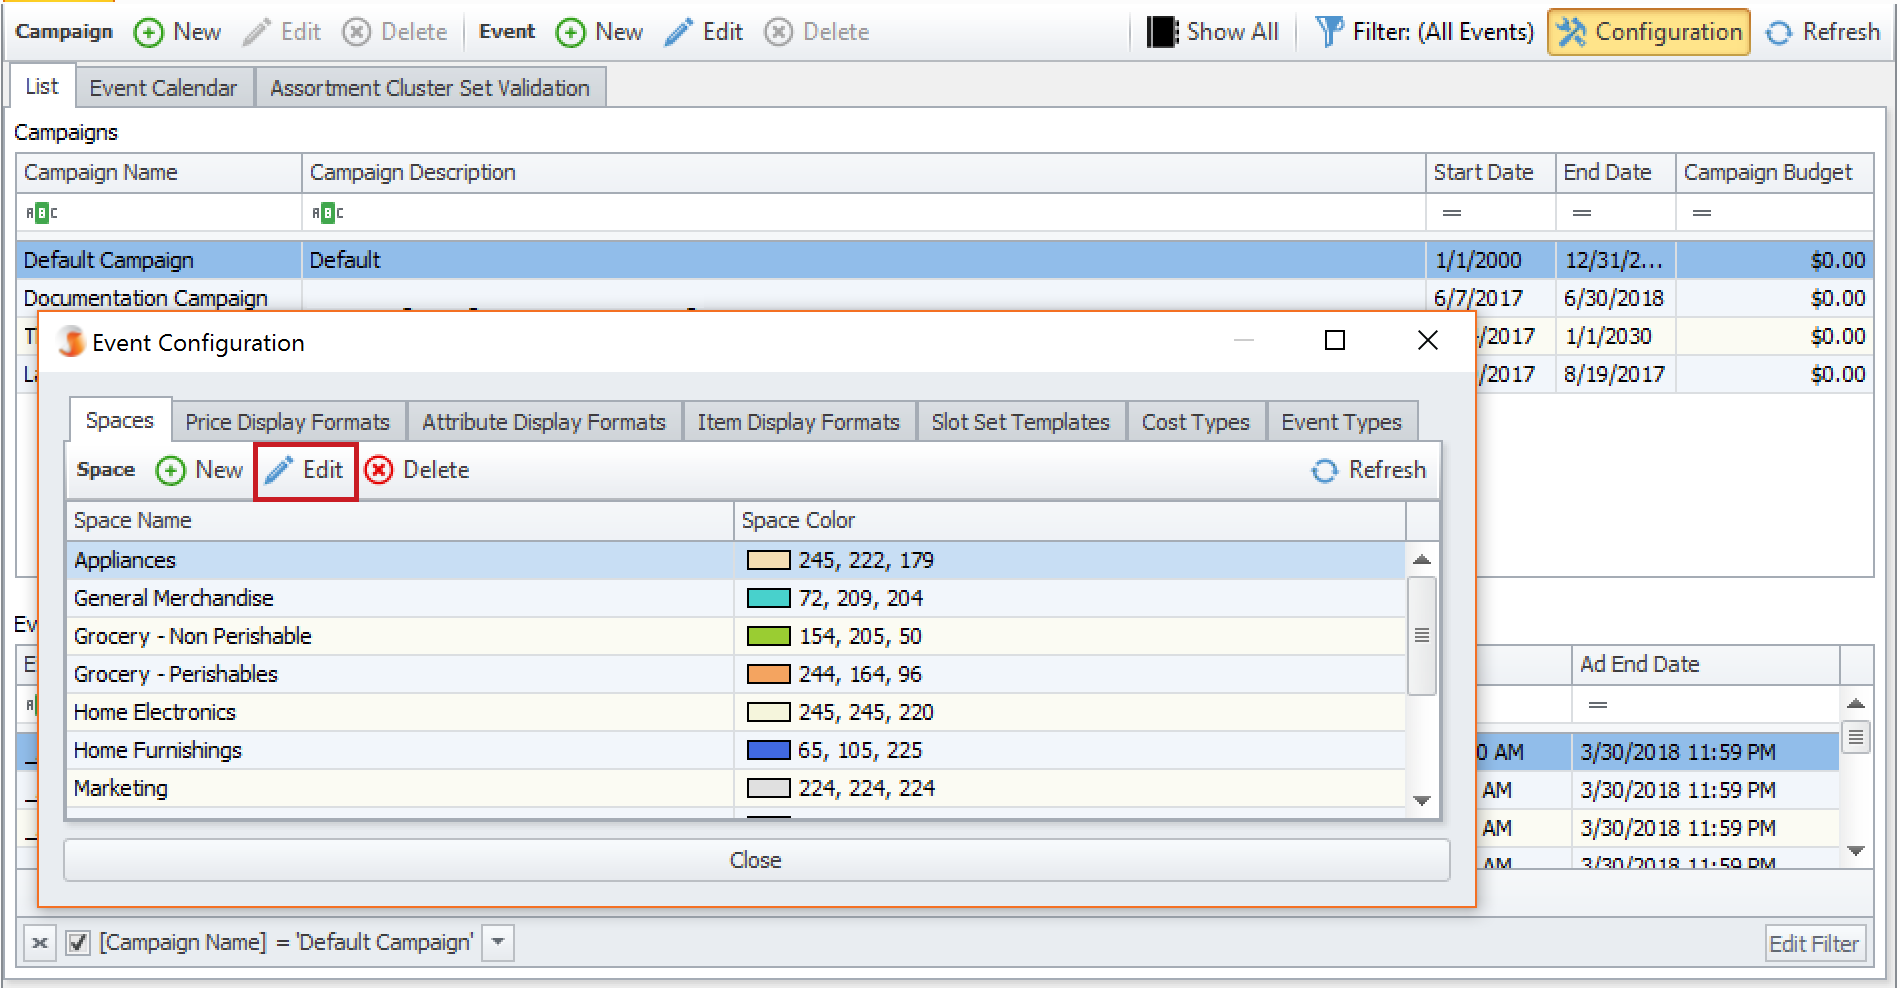 Campaign New Edit Delete Event New Edit Delete Show All Filter: (All Events) Configuration Refresh
List Event Calendar Assortment Cluster Set Validation
Campaigns
Campaign Name Campaign Description Start Date End Date Campaign Budget
ABC ABC = = =
Default Campaign Default 1/1/2000 12/31/2... $0.00
Documentation Campaign 6/7/2017 6/30/2018 $0.00
/2017 1/1/2030 $0.00
/2017 8/19/2017 $0.00
Event Configuration
Spaces Price Display Formats Attribute Display Formats Item Display Formats Slot Set Templates Cost Types Event Types
Space New Edit Delete Refresh
Space Name Space Color
Appliances 245, 222, 179
General Merchandise 72, 209, 204
Grocery - Non Perishable 154, 205, 50
Grocery - Perishables 244, 164, 96
Home Electronics 245, 245, 220
Home Furnishings 65, 105, 225
Marketing 224, 224, 224
Close
Ad End Date
=
0 AM 3/30/2018 11:59 PM
AM 3/30/2018 11:59 PM
AM 3/30/2018 11:59 PM
AM 3/30/2018 11:59 PM
[Campaign Name] = 'Default Campaign' Edit Filter